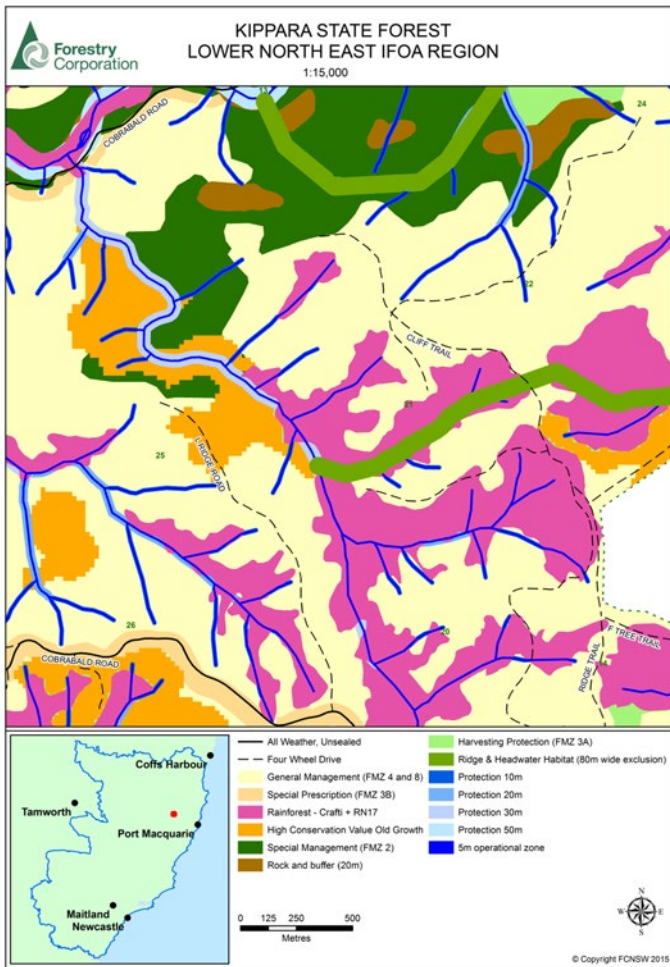 Forestry
Corporation
KIPPARA STATE FOREST
LOWER NORTH EAST IFOA REGION
1:15,000
COBRABALD ROAD
24
22
CLIFF TRAIL
21
25
L RIDGE ROAD
26
20
COBRABALD ROAD
F TREE TRAIL
RIDGE TRAIL
Coffs Harbour
Tamworth
Port Macquarie
Maitland
Newcastle
All Weather, Unsealed
Four Wheel Drive
General Management (FMZ 4 and 8)
Special Prescription (FMZ 3B)
Rainforest - Crafti + RN17
High Conservation Value Old Growth
Special Management (FMZ 2)
Rock and buffer (20m)
Harvesting Protection (FMZ 3A)
Ridge & Headwater Habitat (80m wide exclusion)
Protection 10m
Protection 20m
Protection 30m
Protection 50m
5m operational zone
0 125 250 500
Metres
N
W E
S
© Copyright FCNSW 2019